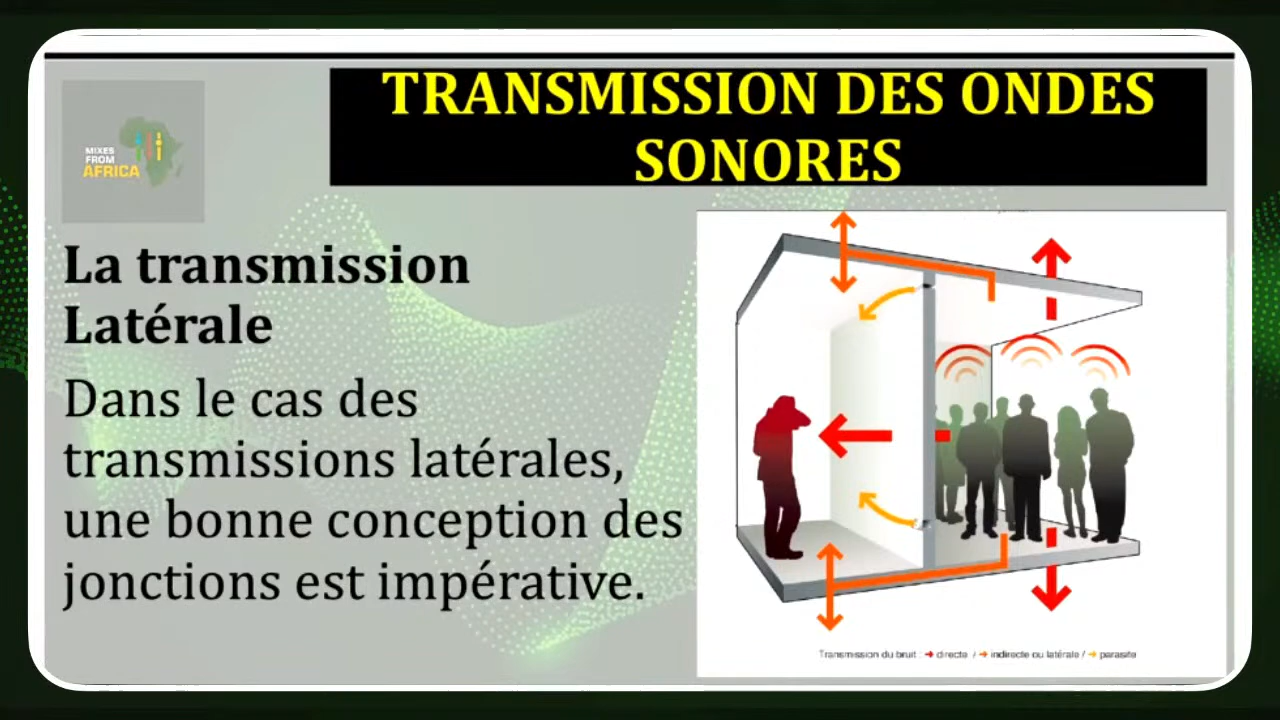 TRANSMISSION DES ONDES
SONORES
MIXES
FROM
AFRICA
La transmission
Latérale
Dans le cas des
transmissions latérales,
une bonne conception des
jonctions est impérative.
Transmission du bruit : directe / indirecte ou latérale / parasite